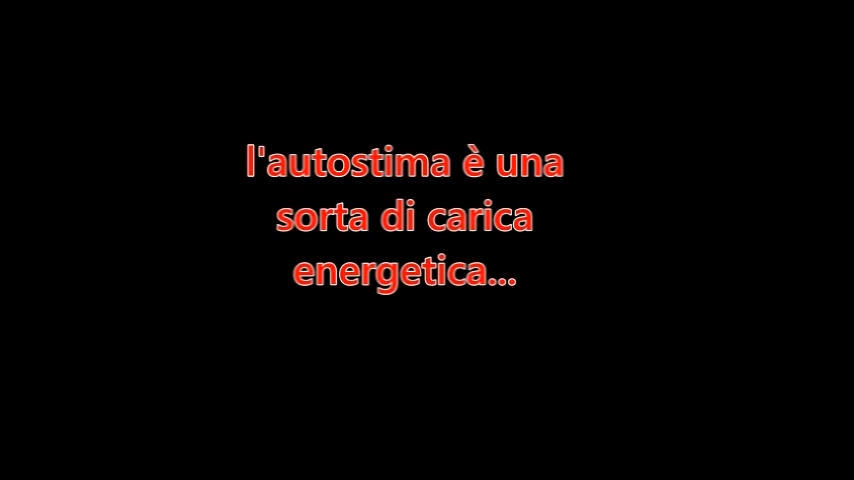 l'autostima è una
sorta di carica
energetica...